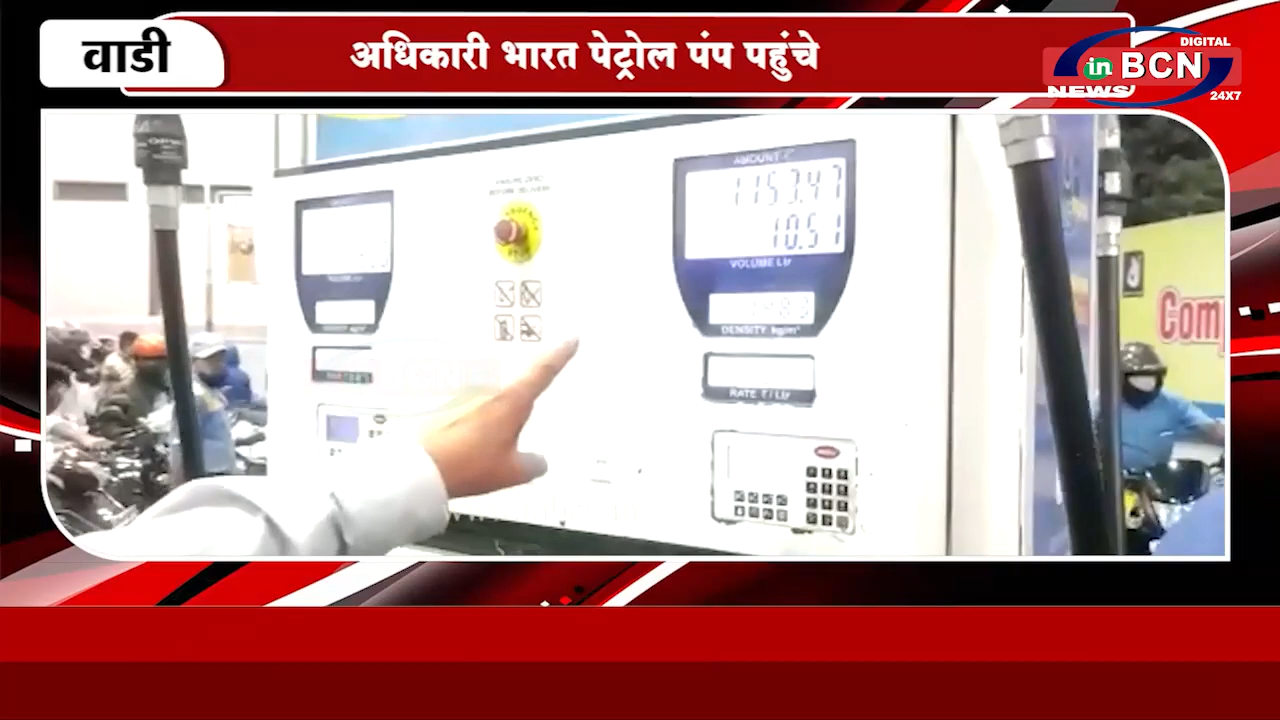 वाडी
अधिकारी भारत पेट्रोल पंप पहुंचे
DIGITAL
in BCN
NEWS
24X7
AMOUNT
1153.47
10.51
VOLUME Ltr
DENSITY kg/m³
RATE ₹/Ltr
Com